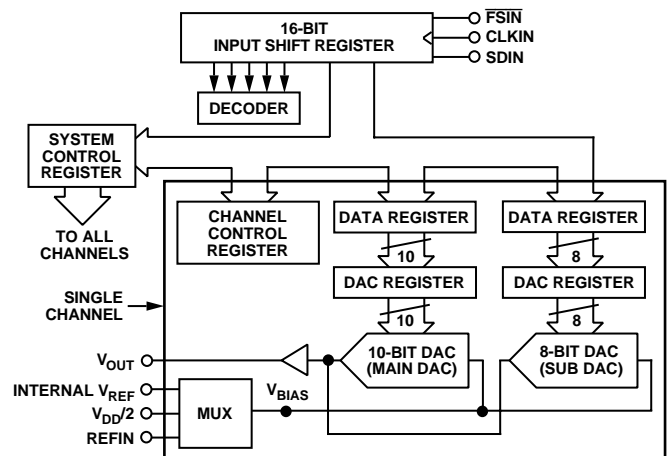 16-BIT
INPUT SHIFT REGISTER
FSIN
CLKIN
SDIN
DECODER
SYSTEM
CONTROL
REGISTER
TO ALL
CHANNELS
CHANNEL
CONTROL
REGISTER
DATA REGISTER
DATA REGISTER
10
8
DAC REGISTER
DAC REGISTER
10
8
SINGLE
CHANNEL
10-BIT DAC
(MAIN DAC)
8-BIT DAC
(SUB DAC)
VOUT
INTERNAL VREF
VDD/2
REFIN
MUX
VBIAS